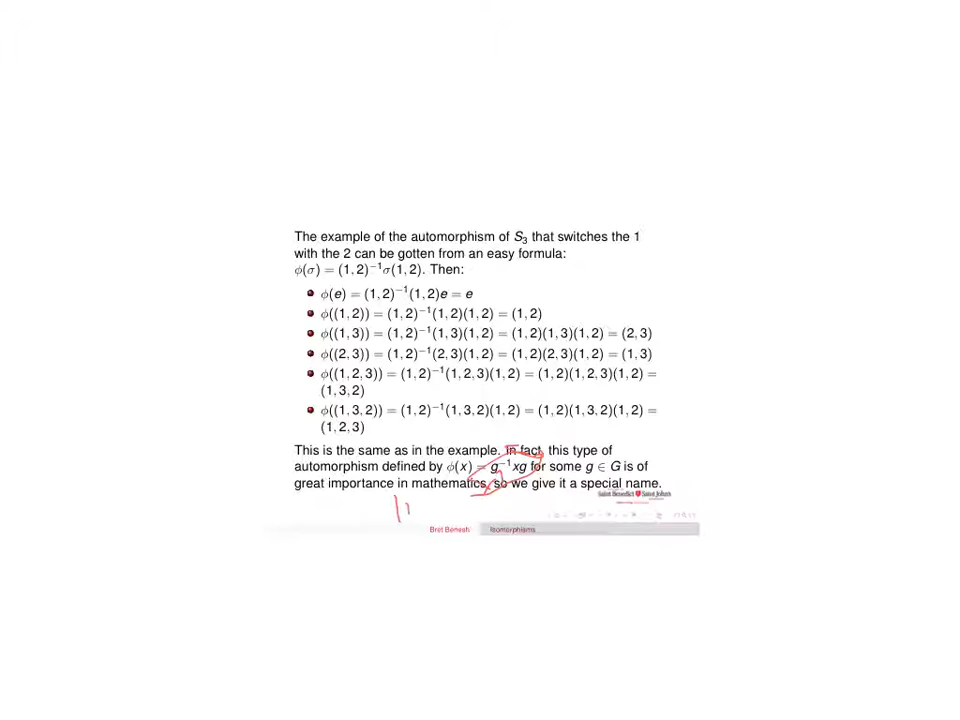 The example of the automorphism of S₃ that switches the 1
with the 2 can be gotten from an easy formula:
ϕ(σ) = (1, 2)⁻¹σ(1, 2). Then:
ϕ(e) = (1, 2)⁻¹(1, 2)e = e
ϕ((1, 2)) = (1, 2)⁻¹(1, 2)(1, 2) = (1, 2)
ϕ((1, 3)) = (1, 2)⁻¹(1, 3)(1, 2) = (1, 2)(1, 3)(1, 2) = (2, 3)
ϕ((2, 3)) = (1, 2)⁻¹(2, 3)(1, 2) = (1, 2)(2, 3)(1, 2) = (1, 3)
ϕ((1, 2, 3)) = (1, 2)⁻¹(1, 2, 3)(1, 2) = (1, 2)(1, 2, 3)(1, 2) =
(1, 3, 2)
ϕ((1, 3, 2)) = (1, 2)⁻¹(1, 3, 2)(1, 2) = (1, 2)(1, 3, 2)(1, 2) =
(1, 2, 3)
This is the same as in the example. In fact, this type of
automorphism defined by ϕ(x) = g⁻¹xg for some g ∈ G is of
great importance in mathematics, so we give it a special name.
Saint Benedict Saint John's
Bret Benesh Isomorphisms